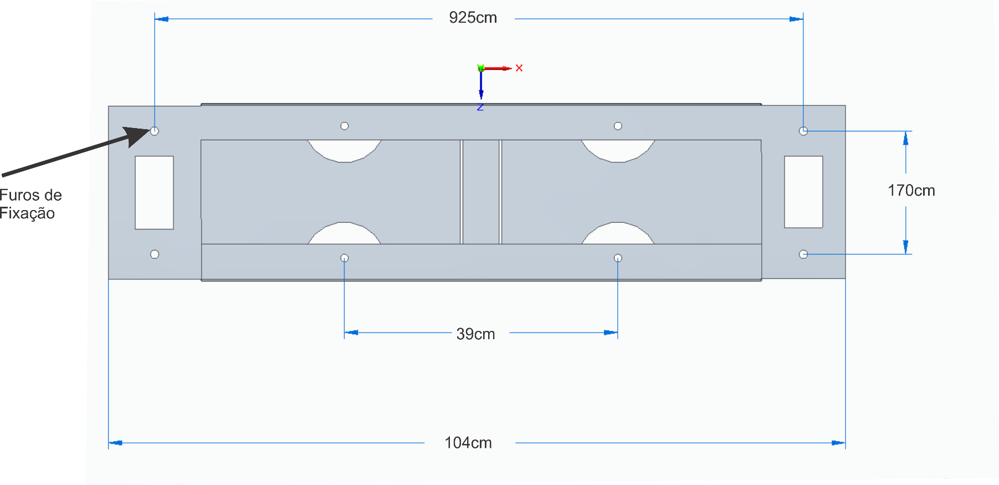 925cm
X
Z
Furos de
Fixação
170cm
39cm
104cm